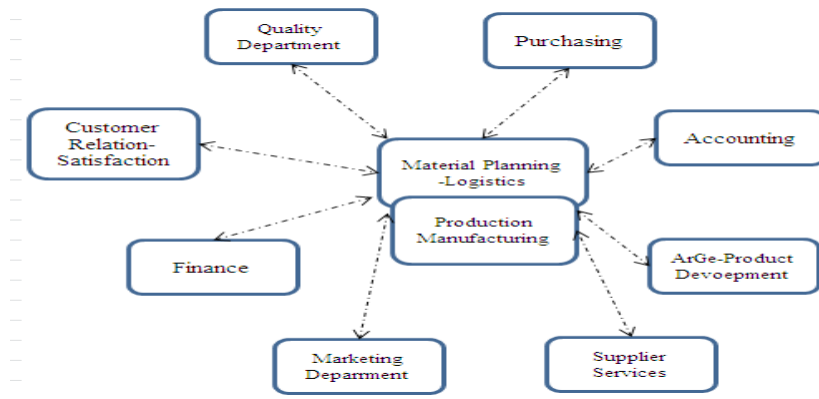 Quality
Department
Purchasing
Customer
Relation-
Satisfaction
Material Planning
-Logistics
Accounting
Production
Manufacturing
Finance
ArGe-Product
Devoepment
Marketing
Deparrment
Supplier
Services